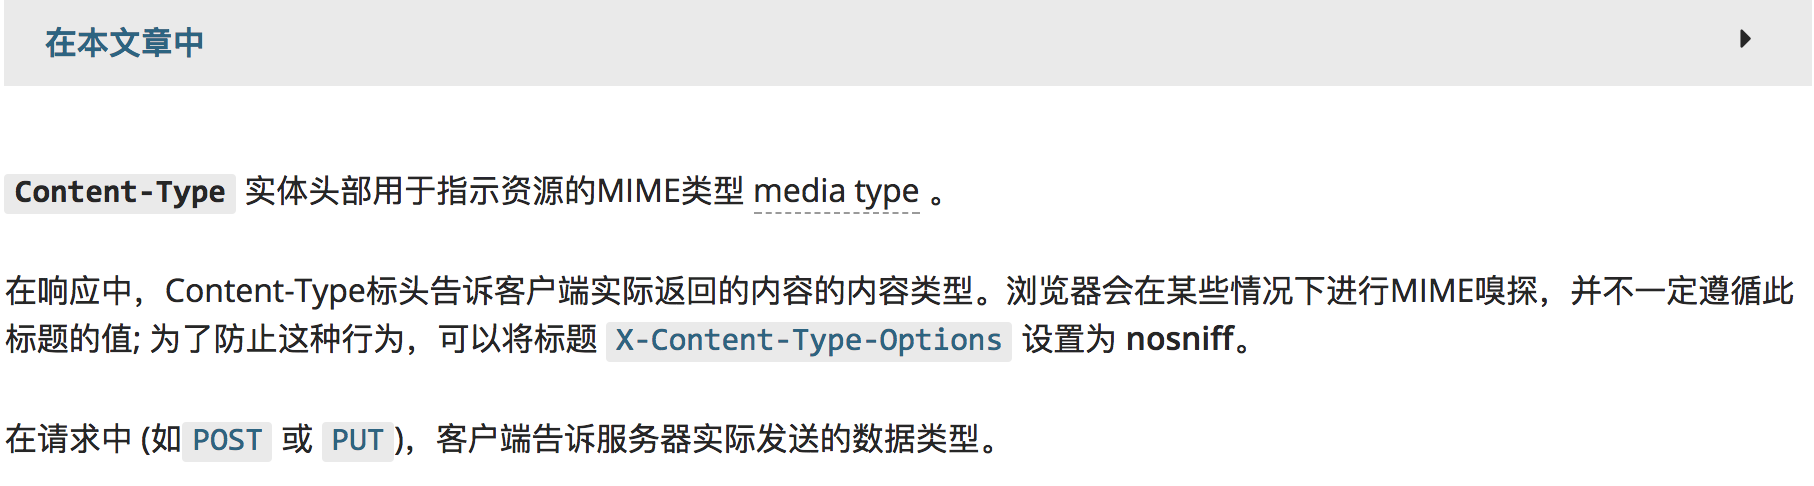 在本文章中
Content-Type 实体头部用于指示资源的MIME类型 media type 。
在响应中，Content-Type标头告诉客户端实际返回的内容的内容类型。浏览器会在某些情况下进行MIME嗅探，并不一定遵循此
标题的值; 为了防止这种行为，可以将标题 X-Content-Type-Options 设置为 nosniff。
在请求中 (如 POST 或 PUT)，客户端告诉服务器实际发送的数据类型。